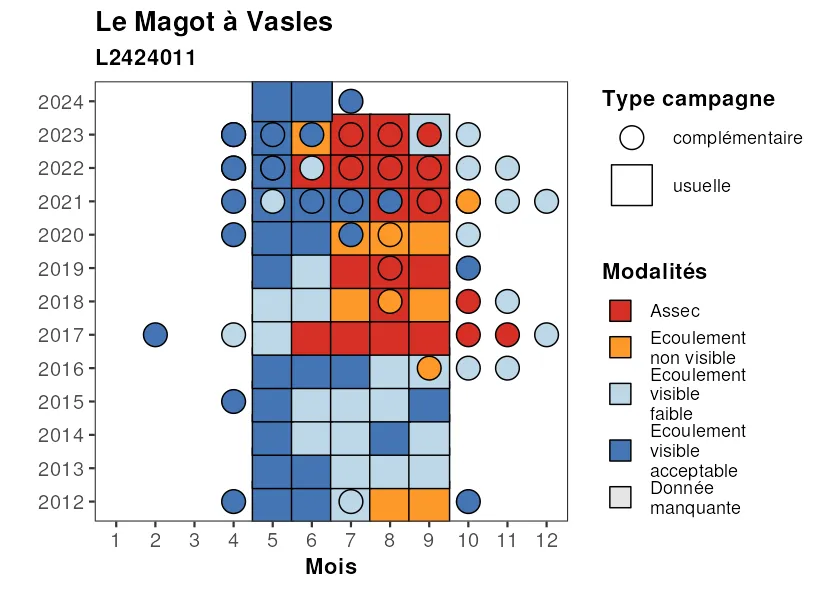 Le Magot à Vasles
L2424011
2024
2023
2022
2021
2020
2019
2018
2017
2016
2015
2014
2013
2012
1 2 3 4 5 6 7 8 9 10 11 12
Mois
Type campagne
complémentaire
usuelle
Modalités
Assec
Ecoulement
non visible
Ecoulement
visible
faible
Ecoulement
visible
acceptable
Donnée
manquante